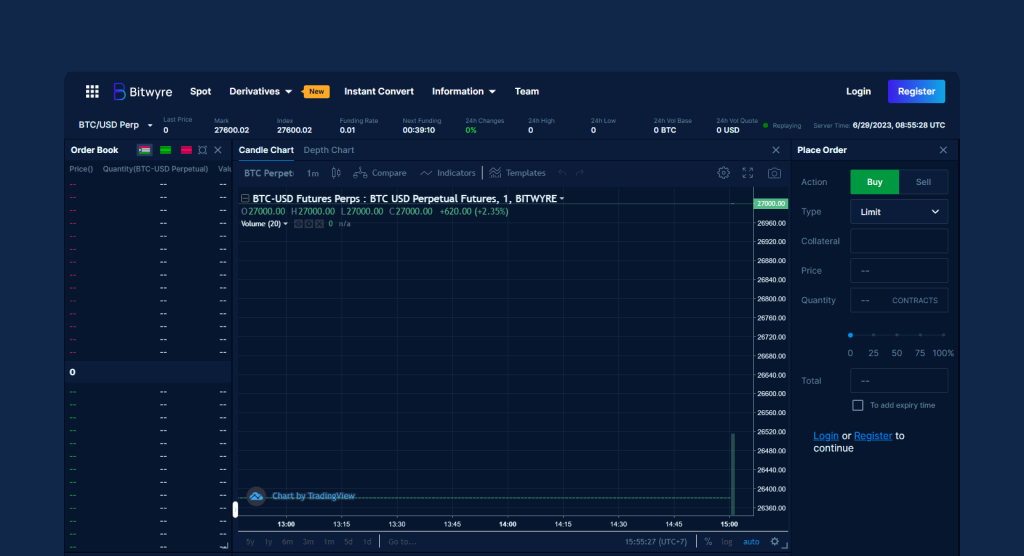 Bitwyre Spot Derivatives New Instant Convert Information Team Login Register
BTC/USD Perp
Last Price
0
Mark
27600.02
Index
27600.02
Funding Rate
0.01
Next Funding
00:39:10
24h Changes
0%
24h High
0
24h Low
0
24h Vol Base
0 BTC
24h Vol Quote
0 USD
Replaying
Server Time: 6/29/2023, 08:55:28 UTC
Order Book
Price() Quantity(BTC-USD Perpetual) Valu
-- -- --
-- -- --
-- -- --
-- -- --
-- -- --
-- -- --
-- -- --
-- -- --
-- -- --
-- -- --
-- -- --
-- -- --
-- -- --
-- -- --
0
-- -- --
-- -- --
-- -- --
-- -- --
-- -- --
-- -- --
-- -- --
-- -- --
-- -- --
-- -- --
-- -- --
-- -- --
-- -- --
Candle Chart Depth Chart
BTC Perpet 1m Compare Indicators Templates
BTC-USD Futures Perps : BTC USD Perpetual Futures, 1, BITWYRE
O27000.00 H27000.00 L27000.00 C27000.00 +620.00 (+2.35%)
Volume (20) 0 n/a
27000.00
26960.00
26920.00
26880.00
26840.00
26800.00
26760.00
26720.00
26680.00
26640.00
26600.00
26560.00
26520.00
26480.00
26440.00
26400.00
26360.00
Chart by TradingView
13:00 13:15 13:30 13:45 14:00 14:15 14:30 14:45 15:00
5y 1y 6m 3m 1m 5d 1d Go to... 15:55:27 (UTC+7) % log auto
Place Order
Action Buy Sell
Type Limit
Collateral
Price --
Quantity -- CONTRACTS
0 25 50 75 100%
Total --
To add expiry time
Login or Register to
continue